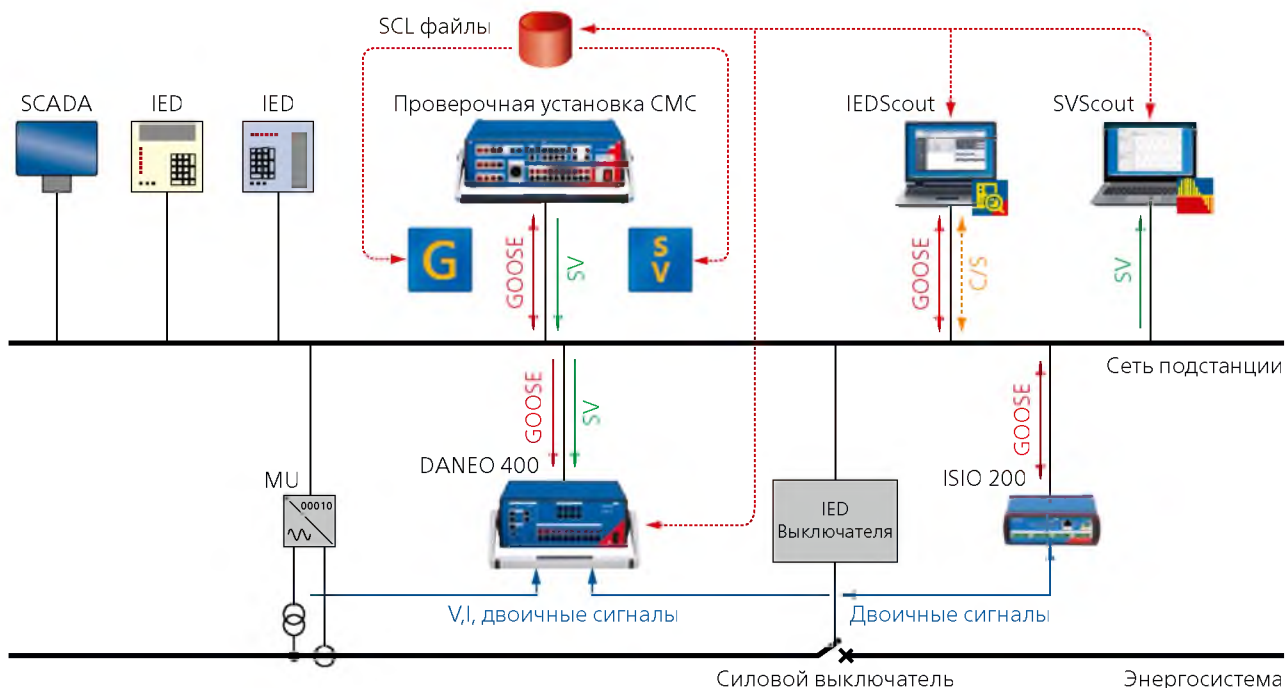 SCL файлы
SCADA
IED
IED
Проверочная установка CMC
IEDScout
SVScout
G
S
V
GOOSE
SV
GOOSE
C/S
SV
Сеть подстанции
GOOSE
SV
GOOSE
DANEO 400
ISIO 200
MU
00010
IED
Выключателя
V,I, двоичные сигналы
Двоичные сигналы
Силовой выключатель
Энергосистема